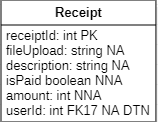 Receipt
receiptId: int PK
fileUpload: string NA
description: string NA
isPaid boolean NNA
amount: int NNA
userId: int FK17 NA DTN